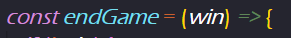 const endGame = (win) => {